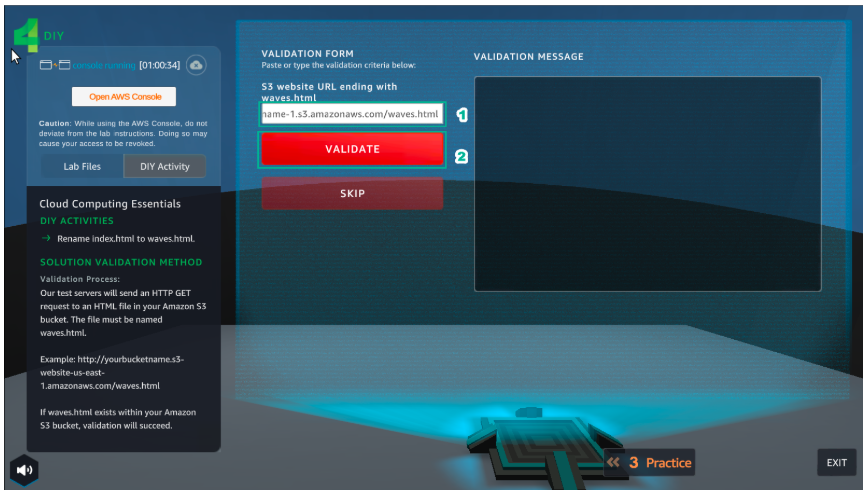 4 DIY
console running [01:00:34]
Open AWS Console
Caution: While using the AWS Console, do not
deviate from the lab instructions. Doing so may
cause your access to be revoked.
Lab Files
DIY Activity
Cloud Computing Essentials
DIY ACTIVITIES
→ Rename index.html to waves.html.
SOLUTION VALIDATION METHOD
Validation Process:
Our test servers will send an HTTP GET
request to an HTML file in your Amazon S3
bucket. The file must be named
waves.html.
Example: http://yourbucketname.s3-
website-us-east-
1.amazonaws.com/waves.html
If waves.html exists within your Amazon
S3 bucket, validation will succeed.
VALIDATION FORM
Paste or type the validation criteria below:
S3 website URL ending with
waves.html
name-1.s3.amazonaws.com/waves.html
1
VALIDATE
2
SKIP
VALIDATION MESSAGE
3 Practice
EXIT